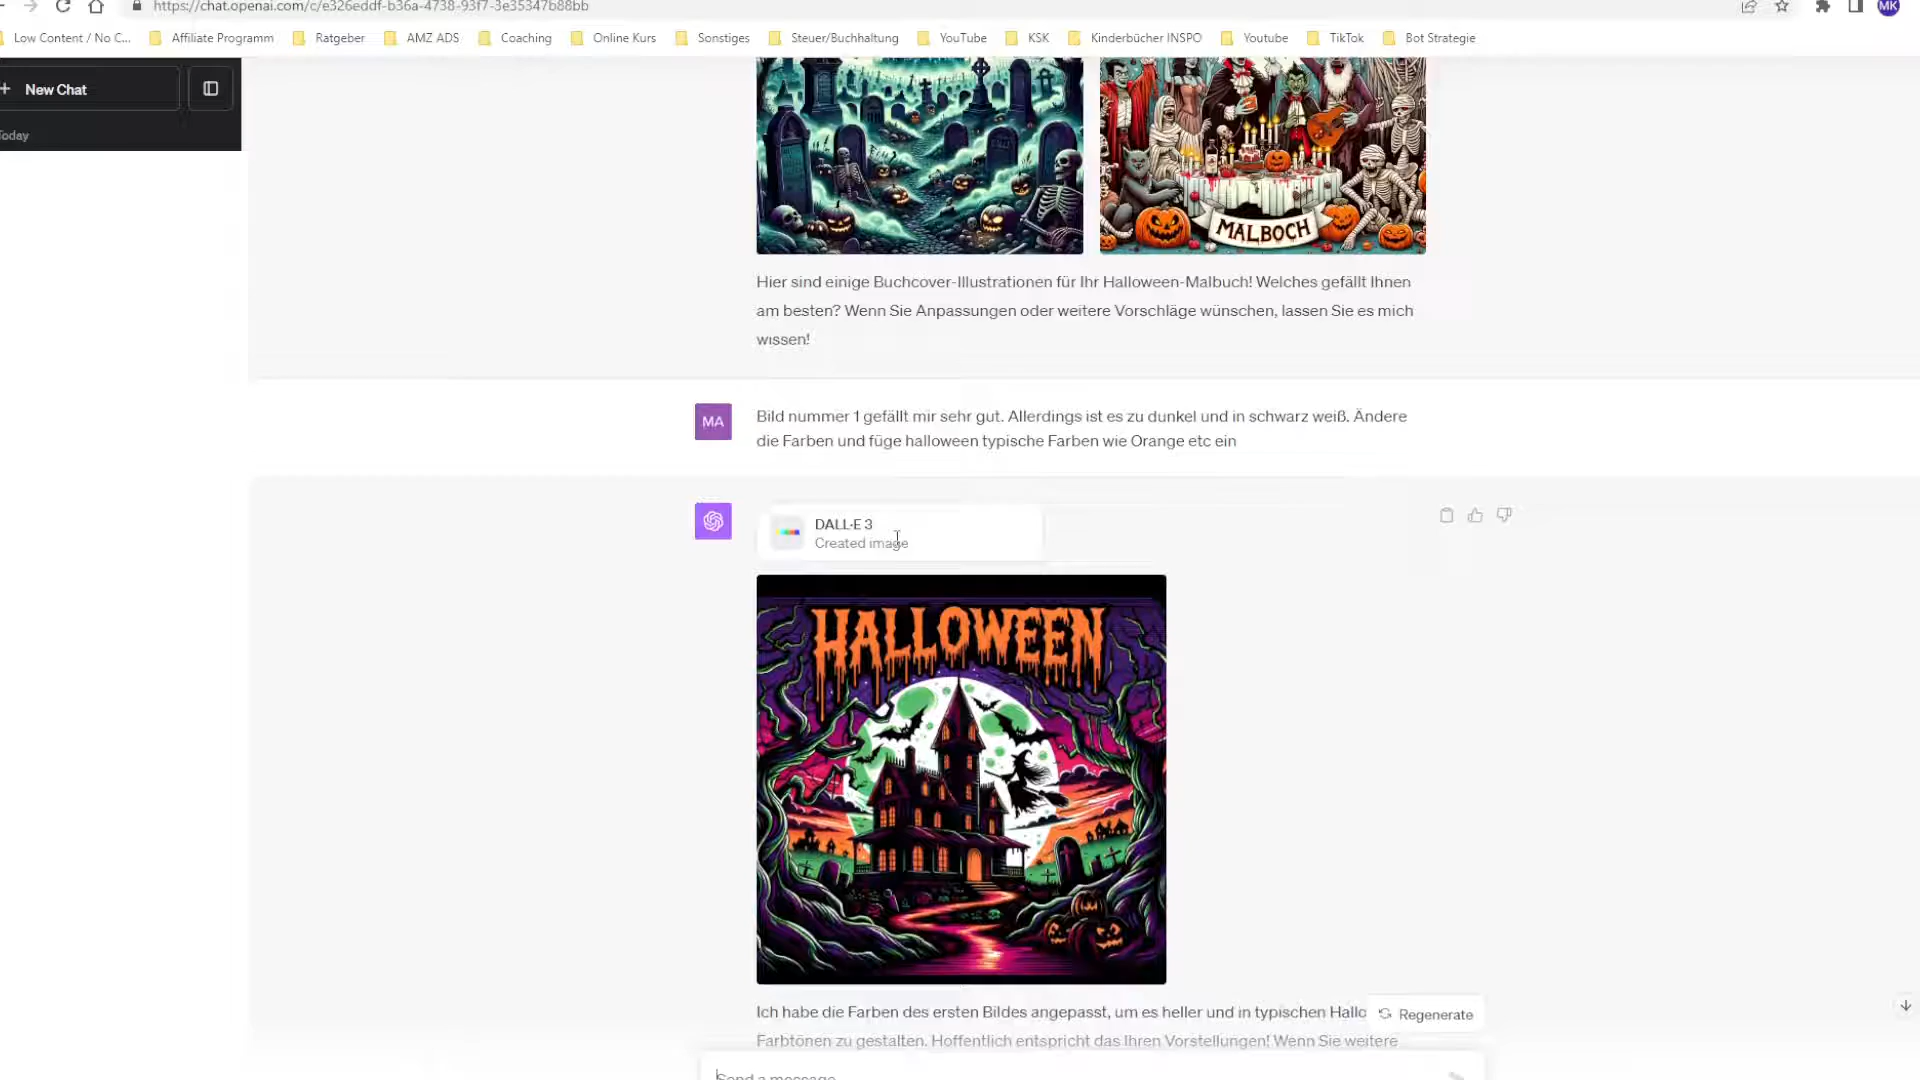 https://chat.openai.com/c/e326eddf-b36a-4738-93f7-3e35347b88bb
MK
Low Content / No C... Affiliate Programm Ratgeber AMZ ADS Coaching Online Kurs Sonstiges Steuer/Buchhaltung YouTube KSK Kinderbücher INSPO Youtube TikTok Bot Strategie
+ New Chat
Today
MALBOCH
Hier sind einige Buchcover-Illustrationen für Ihr Halloween-Malbuch! Welches gefällt Ihnen
am besten? Wenn Sie Anpassungen oder weitere Vorschläge wünschen, lassen Sie es mich
wissen!
MA
Bild nummer 1 gefällt mir sehr gut. Allerdings ist es zu dunkel und in schwarz weiß. Ändere
die Farben und füge halloween typische Farben wie Orange etc ein
DALL·E 3
Created image
HALLOWEEN
Ich habe die Farben des ersten Bildes angepasst, um es heller und in typischen Hallo
Regenerate
Farbtönen zu gestalten. Hoffentlich entspricht das Ihren Vorstellungen! Wenn Sie weitere
Send a message